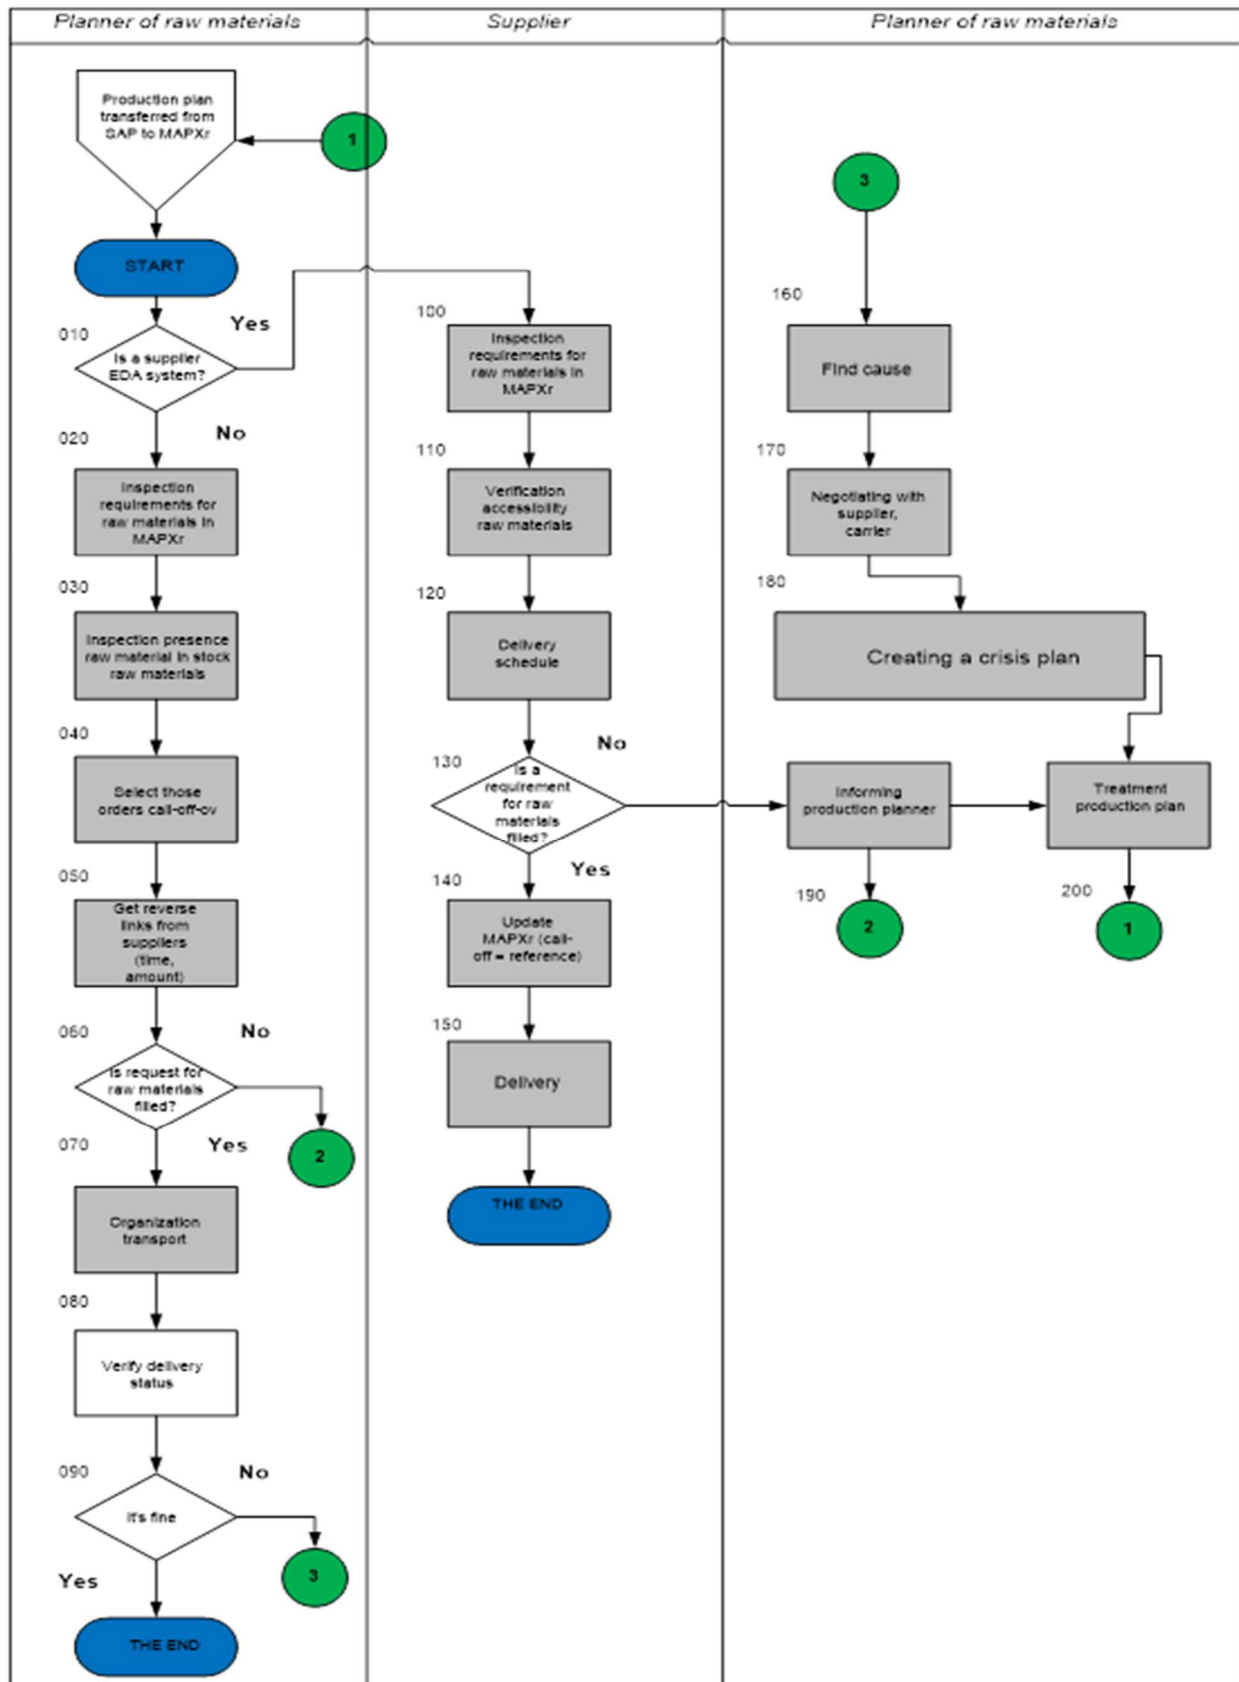 Planner of raw materials
Supplier
Planner of raw materials
Production plan
transferred from
SAP to MAPXr
1
START
010
Yes
Is a supplier
EDA system?
020
No
Inspection
requirements for
raw materials in
MAPXr
030
Inspection presence
raw material in stock
raw materials
040
Select those
orders call-off-ov
050
Get reverse
links from
suppliers
(time,
amount)
060
No
Is request for
raw materials
filled?
2
070
Yes
Organization
transport
080
Verify delivery
status
090
No
It's fine
3
Yes
THE END
100
Inspection
requirements for
raw materials in
MAPXr
110
Verification
accessibility
raw materials
120
Delivery
schedule
No
130
Is a
requirement
for raw
materials
filled?
Yes
140
Update
MAPXr (call-
off = reference)
150
Delivery
THE END
3
160
Find cause
170
Negotiating with
supplier,
carrier
180
Creating a crisis plan
Informing
production planner
Treatment
production plan
190
2
200
1